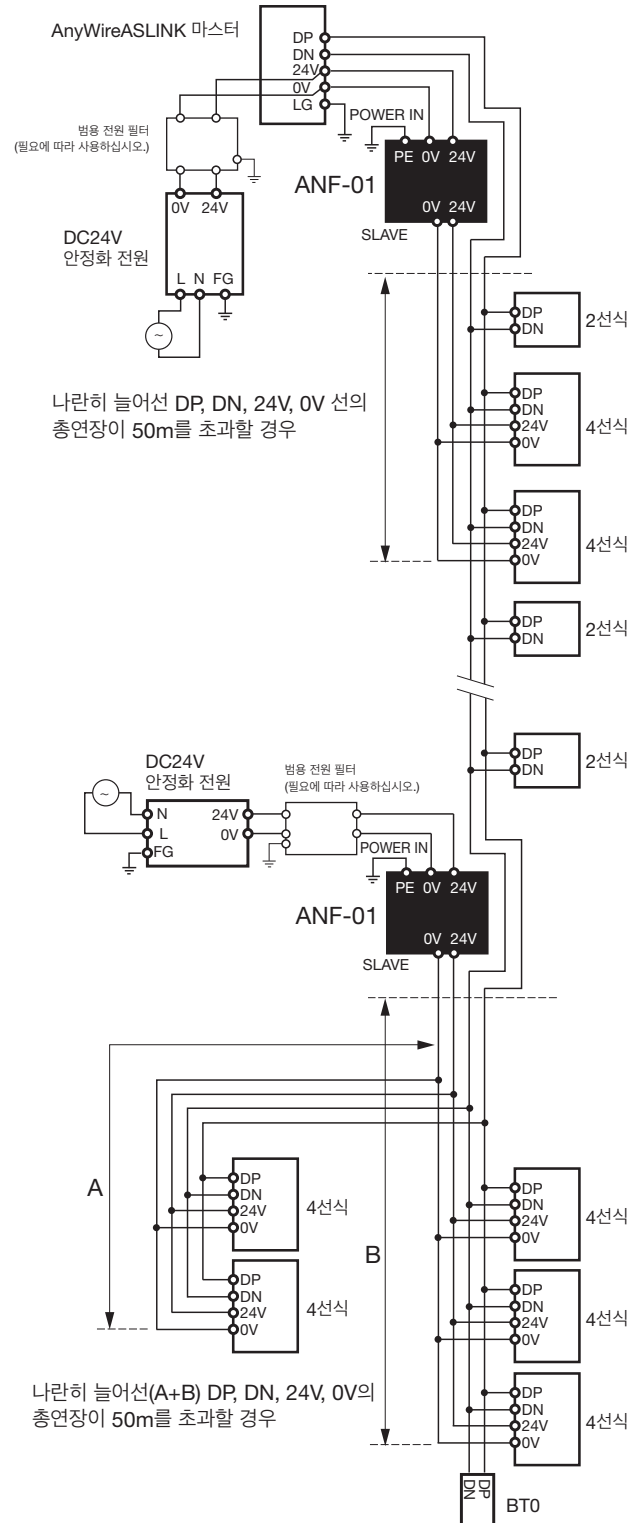 AnyWireASLINK 마스터
DP
DN
24V
0V
LG
범용 전원 필터
(필요에 따라 사용하십시오.)
POWER IN
PE 0V 24V
ANF-01
0V 24V
SLAVE
0V 24V
DC24V
안정화 전원
L N FG
~
나란히 늘어선 DP, DN, 24V, 0V 선의
총연장이 50m를 초과할 경우
DP
DN
2선식
DP
DN
24V
0V
4선식
DP
DN
24V
0V
4선식
DP
DN
2선식
DP
DN
2선식
DC24V
안정화 전원
~
N
L
FG
24V
0V
범용 전원 필터
(필요에 따라 사용하십시오.)
POWER IN
PE 0V 24V
ANF-01
0V 24V
SLAVE
A
B
DP
DN
24V
0V
4선식
DP
DN
24V
0V
4선식
DP
DN
24V
0V
4선식
DP
DN
24V
0V
4선식
DP
DN
24V
0V
4선식
나란히 늘어선(A+B) DP, DN, 24V, 0V의
총연장이 50m를 초과할 경우
DN
DP
BT0